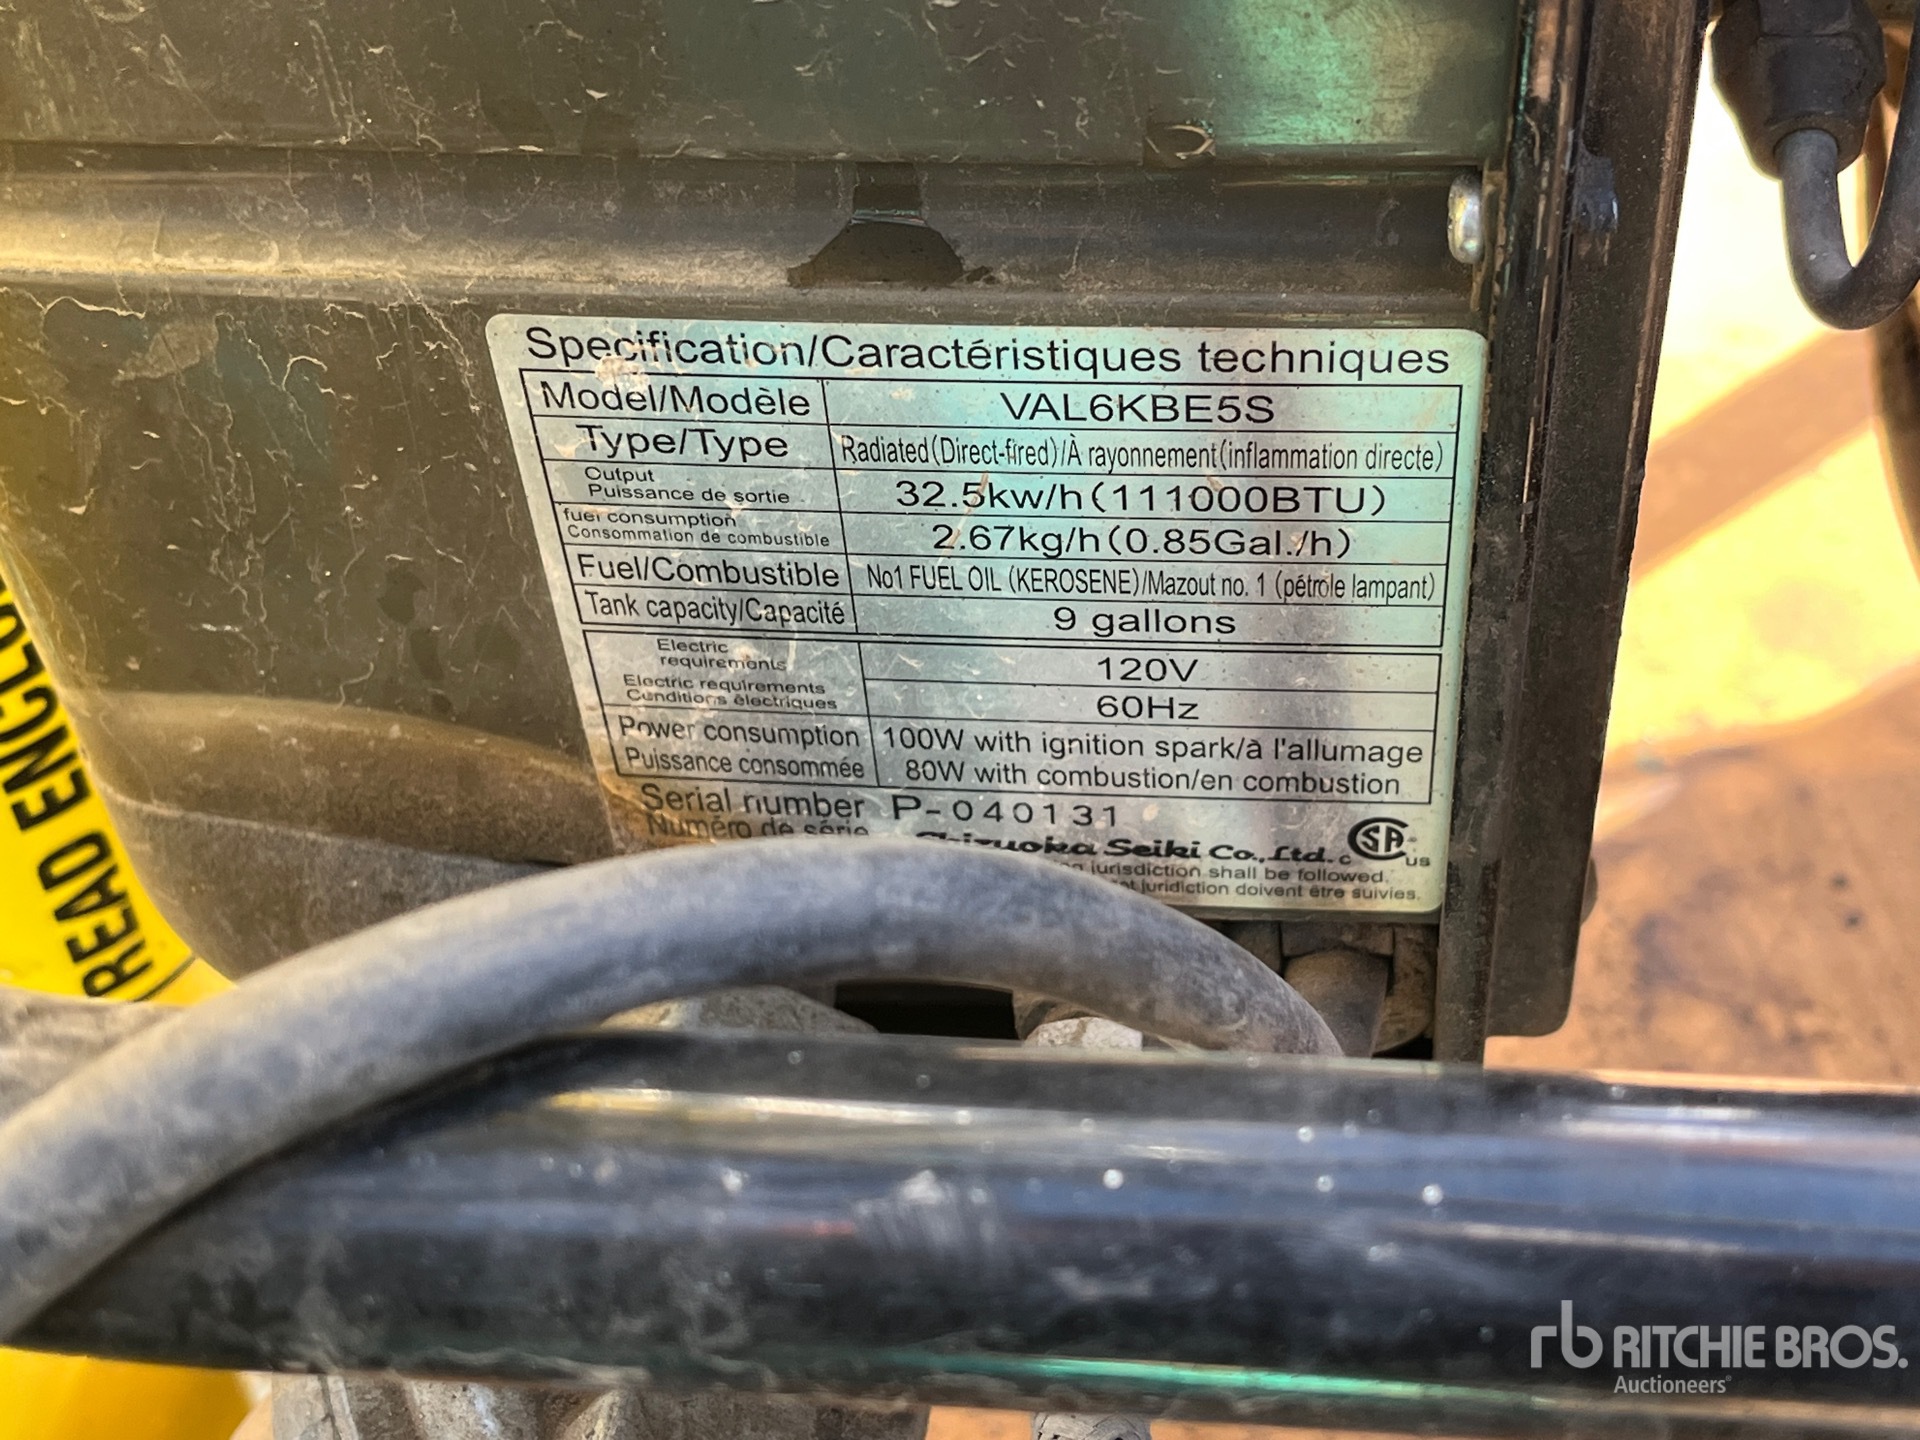 Specification/Caractéristiques techniques
Model/Modèle VAL6KBE5S
Type/Type Radiated(Direct-fired)/À rayonnement(inflammation directe)
Output
Puissance de sortie 32.5kw/h(111000BTU)
fuel consumption
Consommation de combustible 2.67kg/h(0.85Gal./h)
Fuel/Combustible No1 FUEL OIL (KEROSENE)/Mazout no. 1 (pétrole lampant)
Tank capacity/Capacité 9 gallons
Electric
requirements 120V
Electric requirements
Conditions électriques 60Hz
Power consumption 100W with ignition spark/à l'allumage
Puissance consommée 80W with combustion/en combustion
Serial number P-040131
Numéro de série
Shizuoka Seiki Co.,Ltd. C SA US
jurisdiction shall be followed.
juridiction doivent être suivies.
READ ENCLO
rb RITCHIE BROS.
Auctioneers